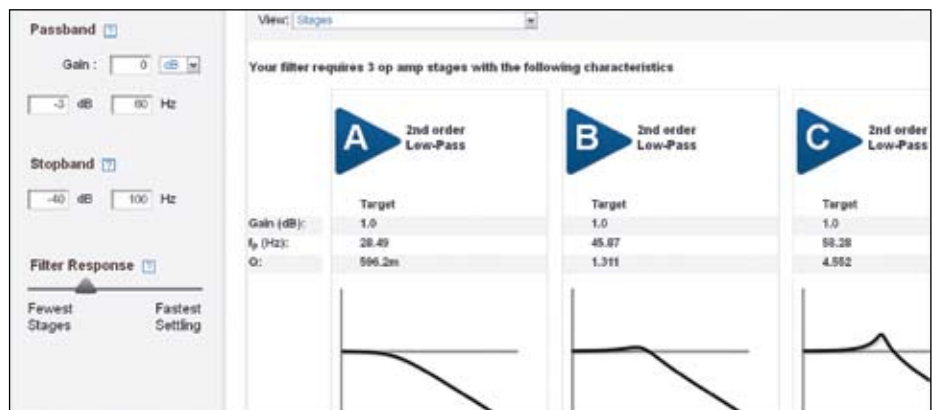 Passband ?
Gain : 0 dB
-3 dB 60 Hz
Stopband ?
-40 dB 100 Hz
Filter Response ?
Fewest Stages
Fastest Settling
View: Stages
Your filter requires 3 op amp stages with the following characteristics
A 2nd order Low-Pass
B 2nd order Low-Pass
C 2nd order Low-Pass
Target Target Target
Gain (dB): 1.0 1.0 1.0
fp (Hz): 28.49 45.87 58.28
Q: 596.2m 1.311 4.552